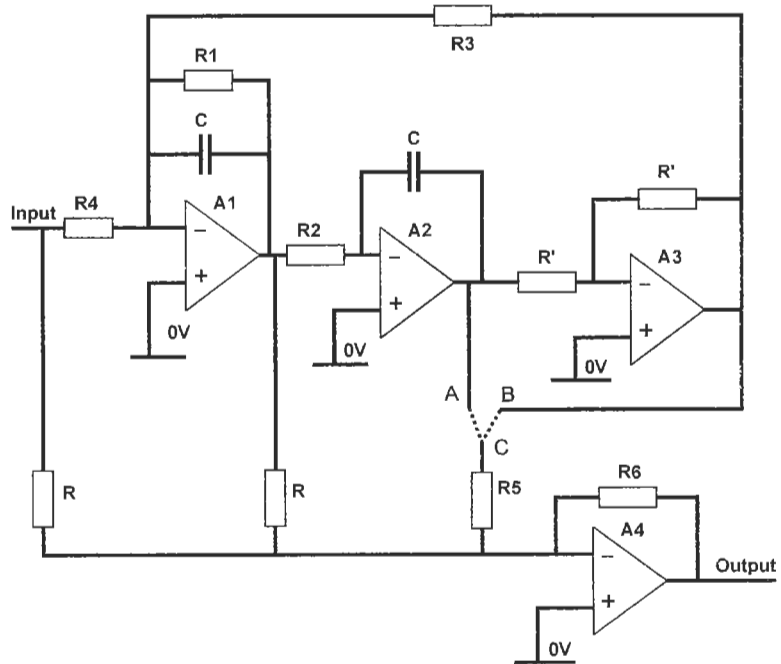 R3
R1
C
C
R4
A1
R'
Input
R2
A2
A3
−
+
−
+
R'
−
+
0V
0V
0V
A
B
C
R
R
R5
R6
A4
−
+
Output
0V